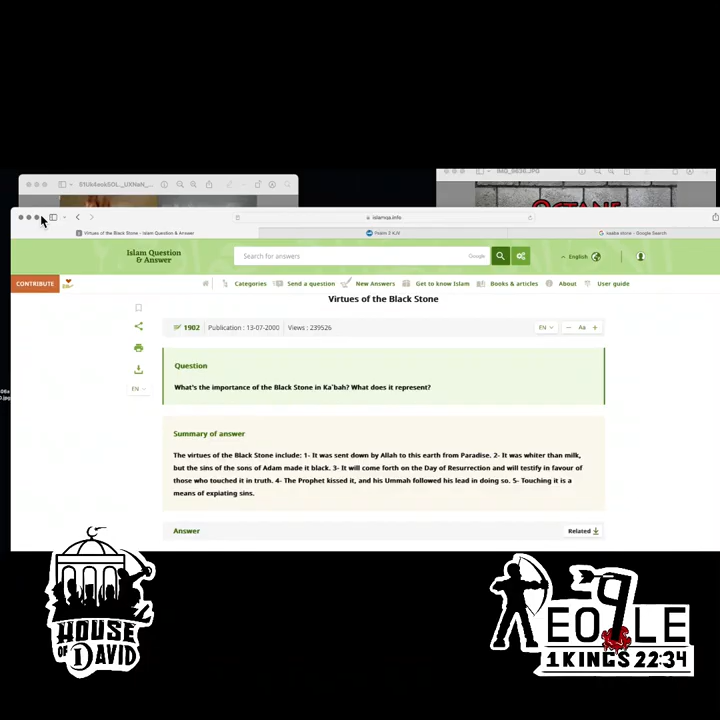 81Uk4wukSOL._UXNaN_...
IMG_9636.JPG
OCTANE
islamqa.info
Virtues of the Black Stone - Islam Question & Answer
Psalm 2 KJV
kaaba stone - Google Search
Islam Question
& Answer
Search for answers
Google
English
CONTRIBUTE
Categories
Send a question
New Answers
Get to know Islam
Books & articles
About
User guide
Virtues of the Black Stone
1902
Publication : 13-07-2000
Views : 239526
EN
Aa
Question
EN
What's the importance of the Black Stone in Ka`bah? What does it represent?
Summary of answer
The virtues of the Black Stone include: 1- It was sent down by Allah to this earth from Paradise. 2- It was whiter than milk,
but the sins of the sons of Adam made it black. 3- It will come forth on the Day of Resurrection and will testify in favour of
those who touched it in truth. 4- The Prophet kissed it, and his Ummah followed his lead in doing so. 5- Touching it is a
means of expiating sins.
Answer
Related
HOUSE
OF DAVID
1 KINGS 22:34